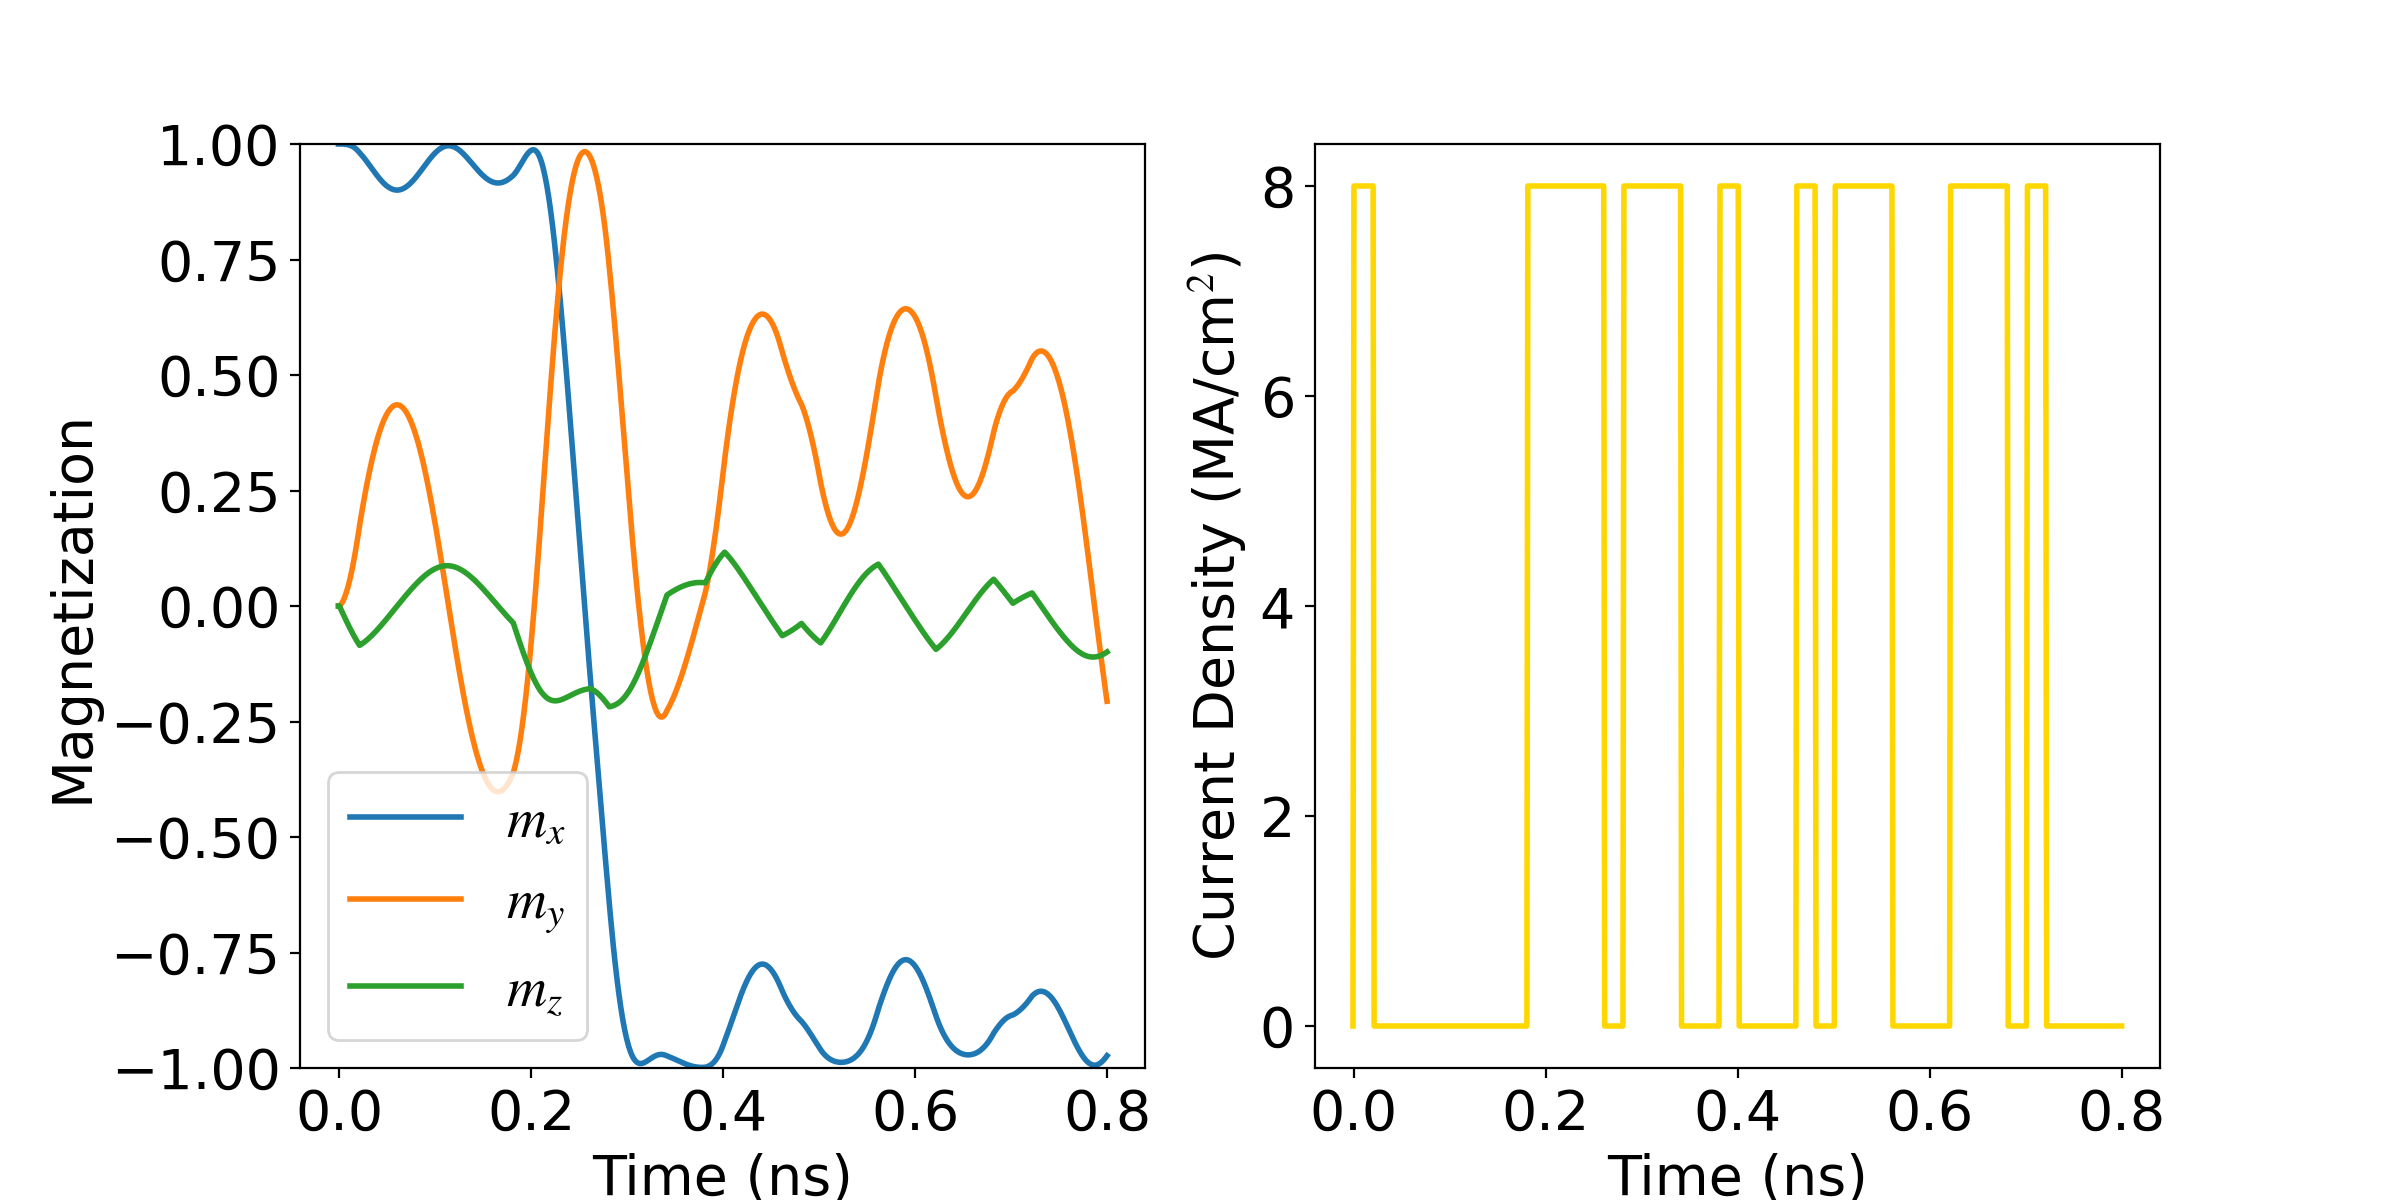 Magnetization
1.00
0.75
0.50
0.25
0.00
−0.25
−0.50
−0.75
−1.00
m_x
m_y
m_z
0.0 0.2 0.4 0.6 0.8
Time (ns)
Current Density (MA/cm²)
8
6
4
2
0
0.0 0.2 0.4 0.6 0.8
Time (ns)